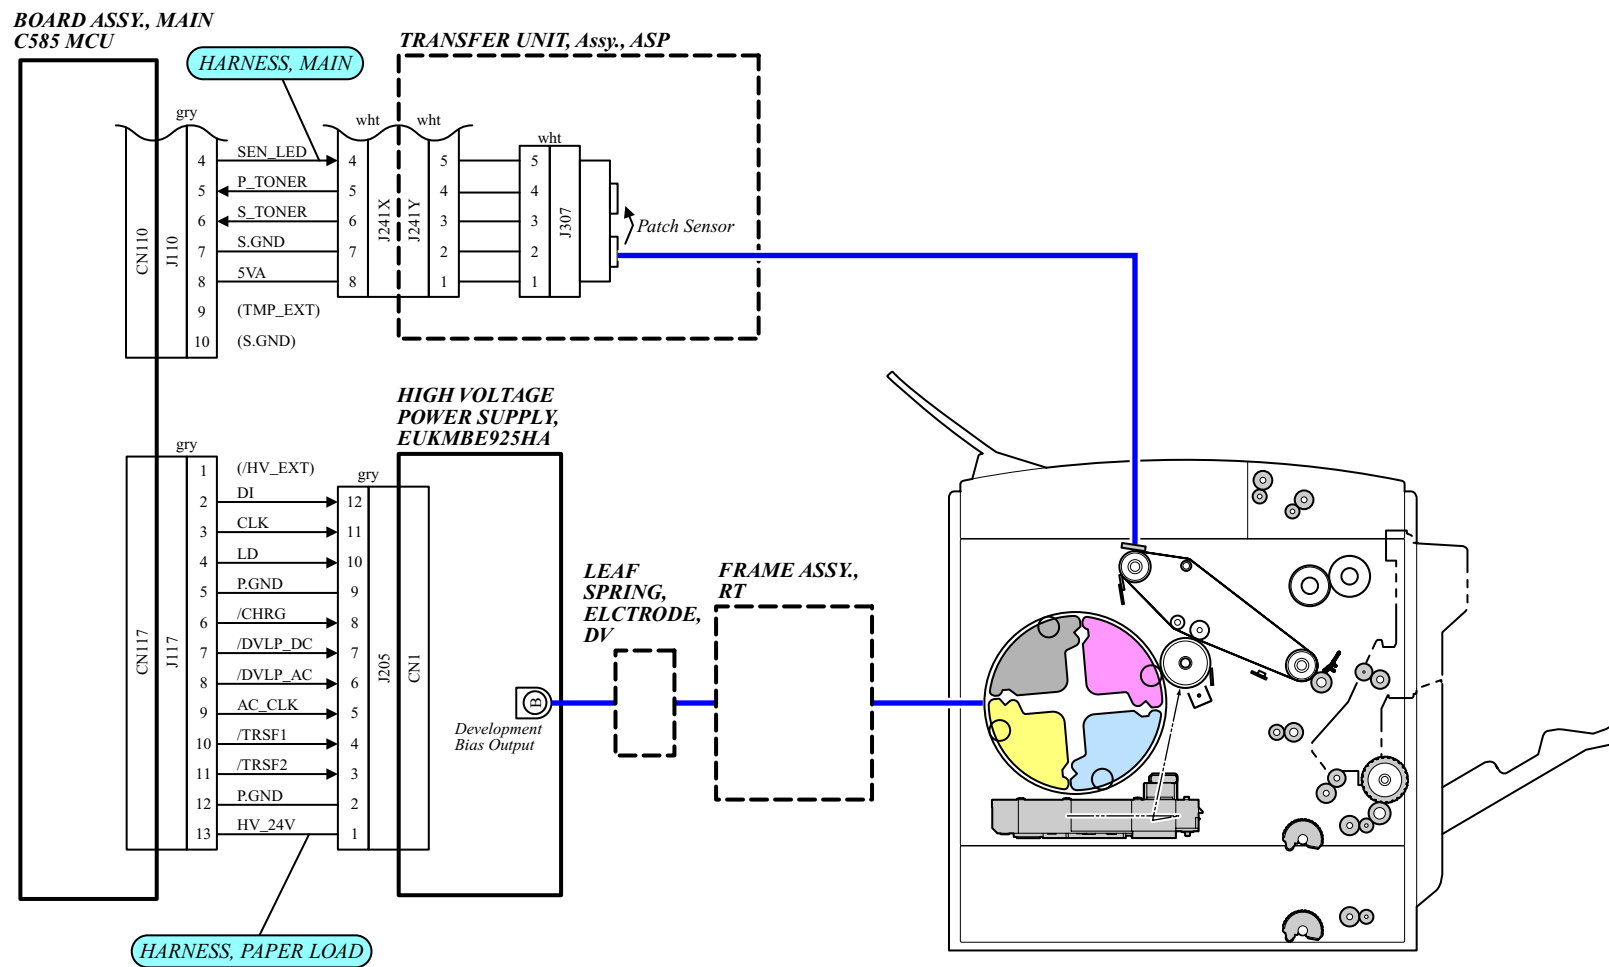 BOARD ASSY., MAIN
C585 MCU
HARNESS, MAIN
TRANSFER UNIT, Assy., ASP
gry
wht
wht
wht
4 SEN_LED 4 5 5
5 P_TONER 5 4 4
6 S_TONER 6 3 3
7 S.GND 7 2 2
8 5VA 8 1 1
9 (TMP_EXT)
10 (S.GND)
CN110
J110
J241X
J241Y
J307
Patch Sensor
HIGH VOLTAGE
POWER SUPPLY,
EUKMBE925HA
gry
gry
1 (/HV_EXT)
2 DI 12
3 CLK 11
4 LD 10
5 P.GND 9
6 /CHRG 8
7 /DVLP_DC 7
8 /DVLP_AC 6
9 AC_CLK 5
10 /TRSF1 4
11 /TRSF2 3
12 P.GND 2
13 HV_24V 1
CN117
J117
J205
CN1
B
Development
Bias Output
LEAF
SPRING,
ELCTRODE,
DV
FRAME ASSY.,
RT
HARNESS, PAPER LOAD